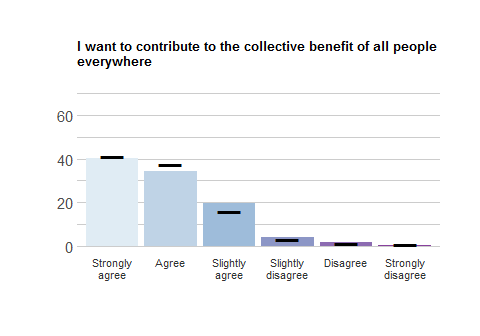 I want to contribute to the collective benefit of all people
everywhere
60
40
20
0
Strongly
agree
Agree
Slightly
agree
Slightly
disagree
Disagree
Strongly
disagree